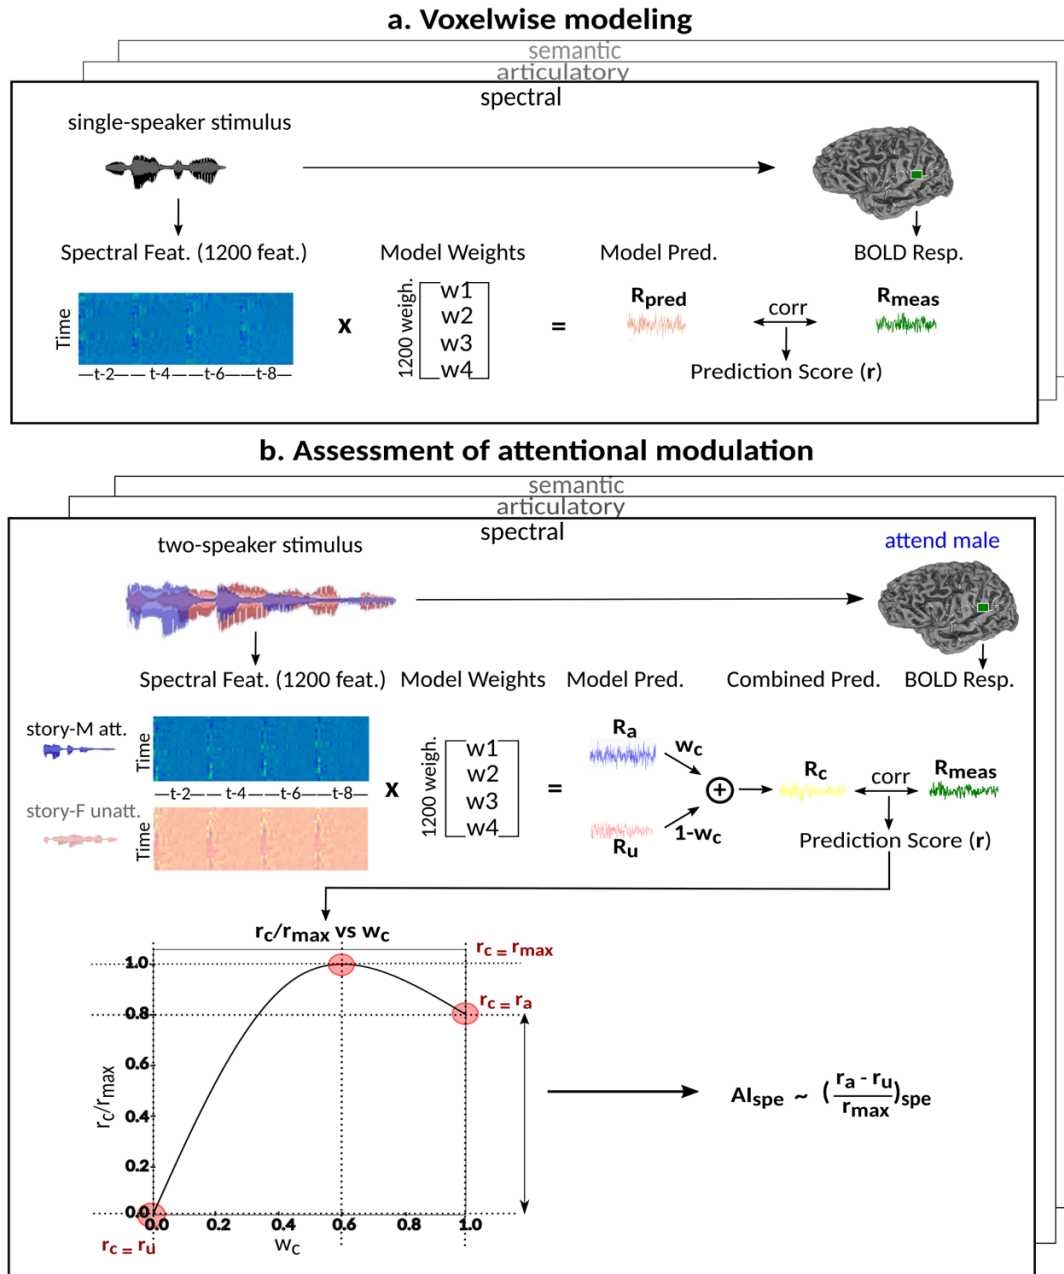 a. Voxelwise modeling
semantic
articulatory
spectral
single-speaker stimulus
Spectral Feat. (1200 feat.)
Model Weights
Model Pred.
BOLD Resp.
Time
—t-2——t-4——t-6——t-8—
x
1200 weigh.
w1
w2
w3
w4
=
Rpred
corr
Rmeas
Prediction Score (r)
b. Assessment of attentional modulation
semantic
articulatory
spectral
two-speaker stimulus
attend male
Spectral Feat. (1200 feat.)
Model Weights
Model Pred.
Combined Pred.
BOLD Resp.
story-M att.
Time
—t-2——t-4——t-6——t-8—
story-F unatt.
Time
x
1200 weigh.
w1
w2
w3
w4
=
Ra
wc
Ru
1-wc
+
Rc
corr
Rmeas
Prediction Score (r)
rc/rmax vs wc
rc = rmax
rc = ra
rc = ru
rc/rmax
1.0
0.8
0.6
0.4
0.2
0.0
0.0 0.2 0.4 0.6 0.8 1.0
wc
AIspe ~ (ra - ru / rmax)spe